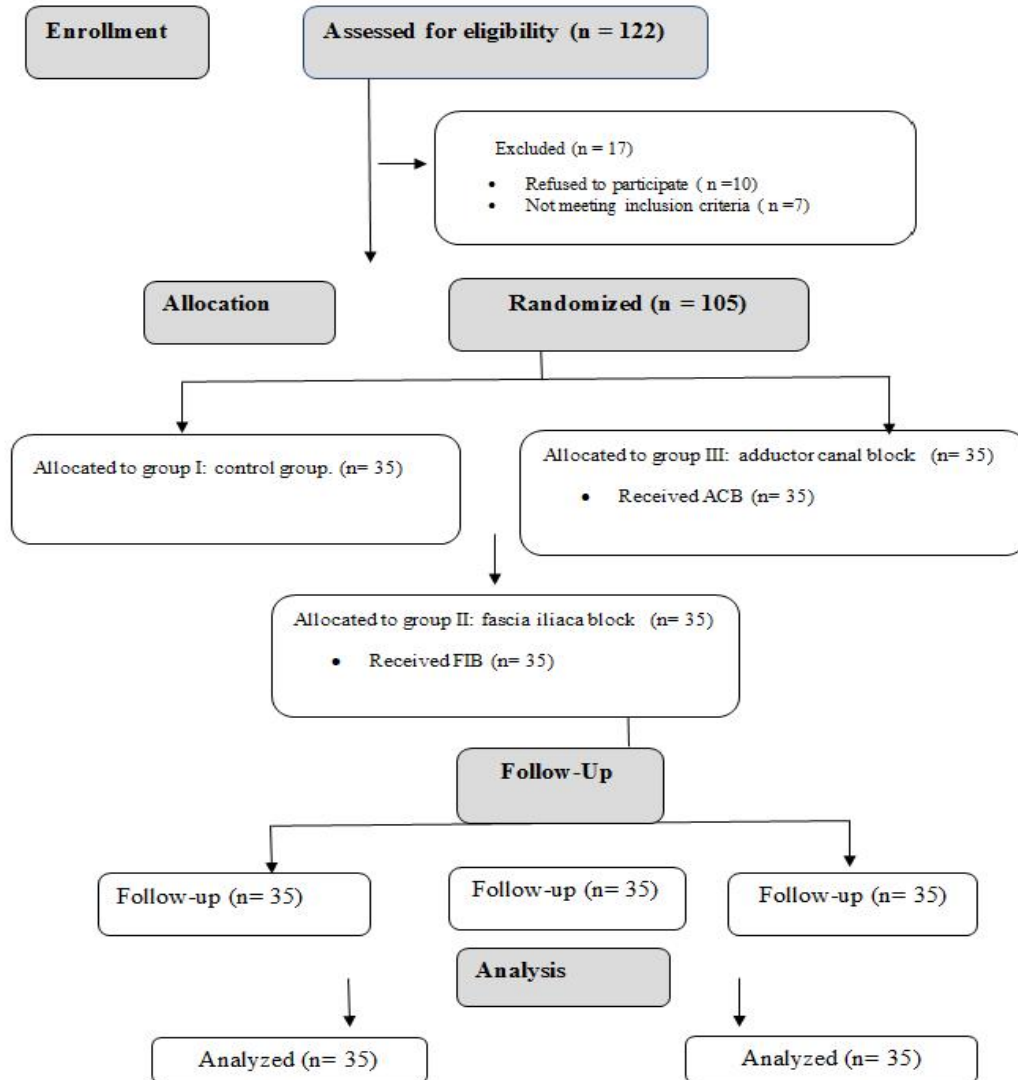 Enrollment
Assessed for eligibility (n = 122)
Excluded (n = 17)
• Refused to participate ( n =10)
• Not meeting inclusion criteria ( n =7)
Allocation
Randomized (n = 105)
Allocated to group I: control group. (n= 35)
Allocated to group III: adductor canal block (n= 35)
• Received ACB (n= 35)
Allocated to group II: fascia iliaca block (n= 35)
• Received FIB (n= 35)
Follow-Up
Follow-up (n= 35)
Follow-up (n= 35)
Follow-up (n= 35)
Analysis
Analyzed (n= 35)
Analyzed (n= 35)